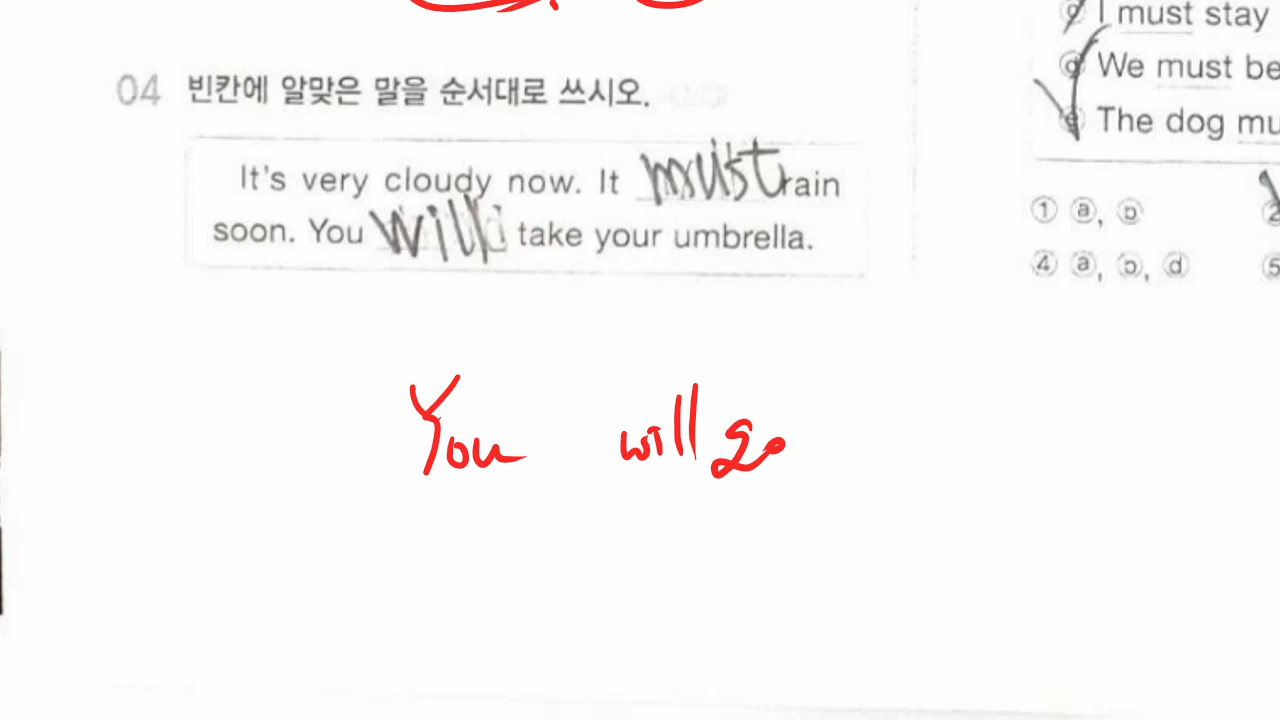 I must stay
04 빈칸에 알맞은 말을 순서대로 쓰시오.
We must be
The dog mu
It's very cloudy now. It must rain
soon. You will take your umbrella.
① ⓐ, ⓑ
④ ⓐ, ⓑ, ⓓ
You will go